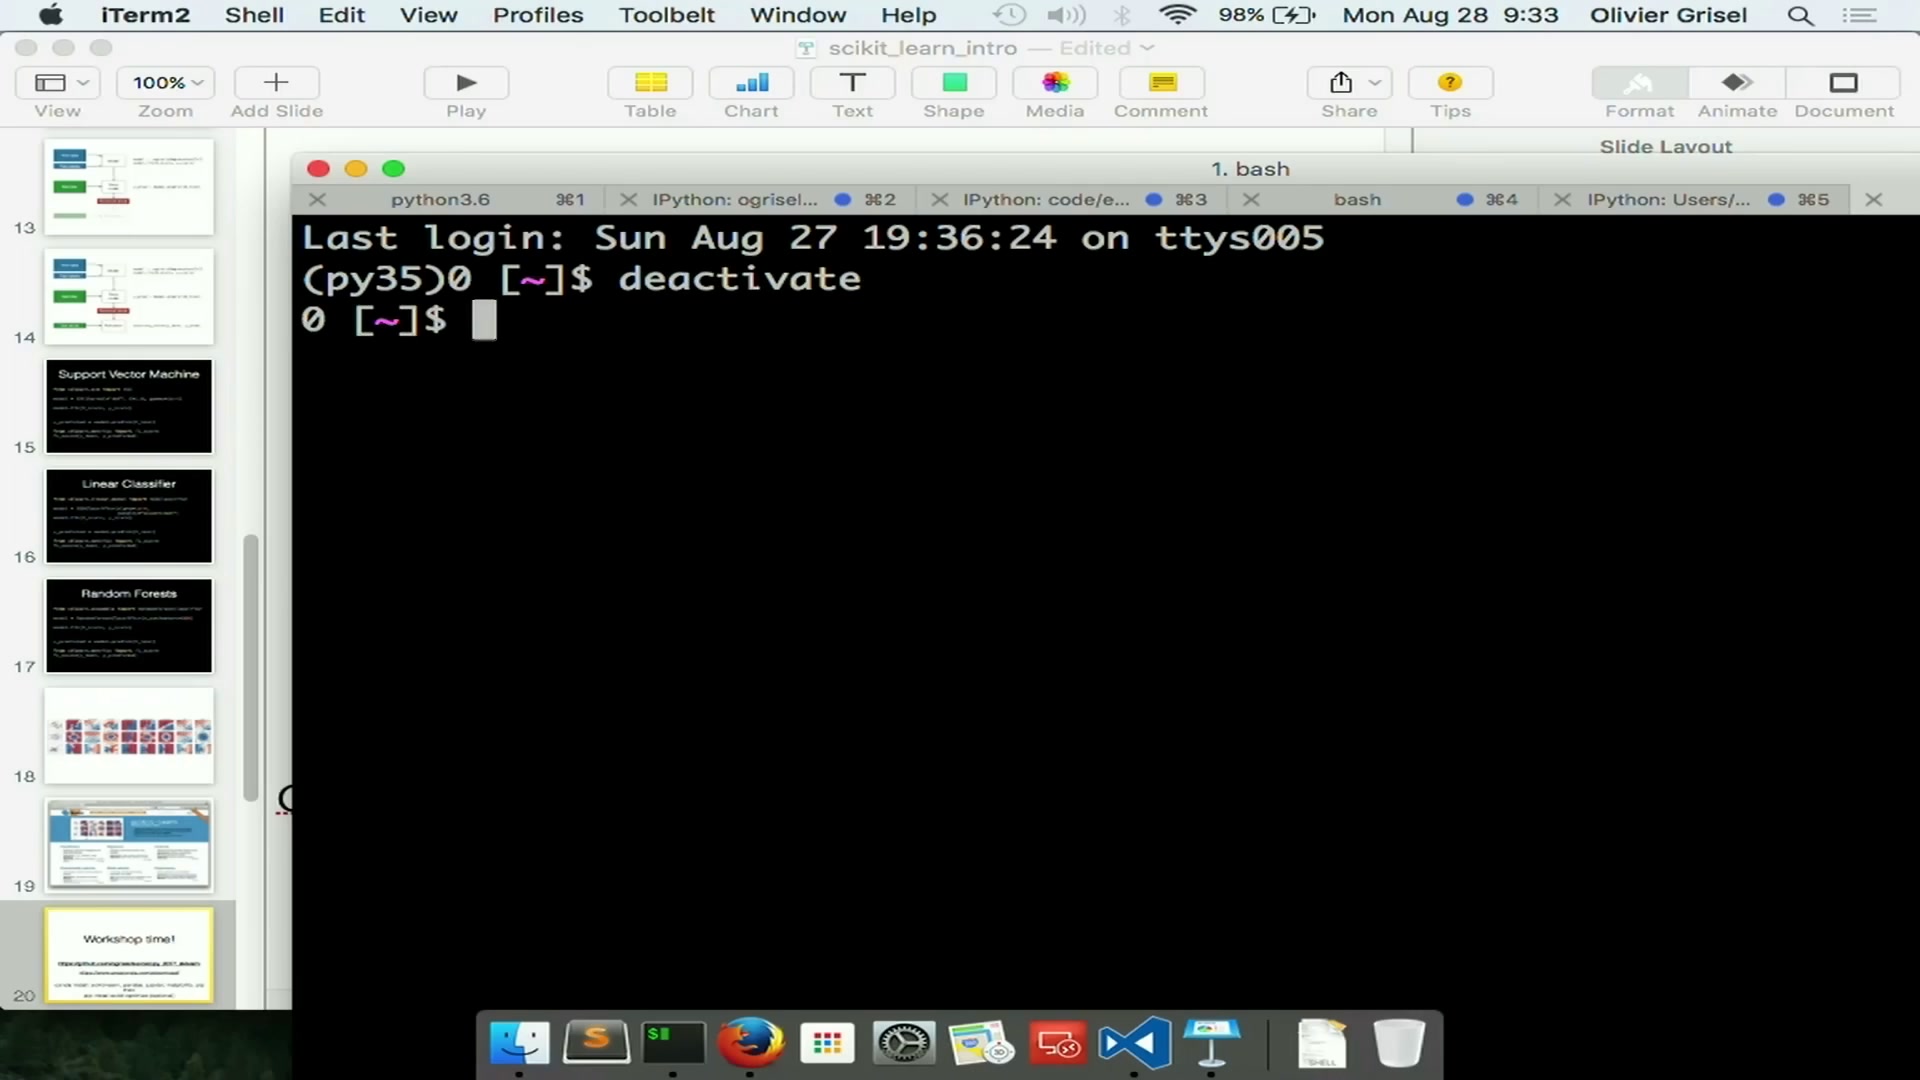 iTerm2 Shell Edit View Profiles Toolbelt Window Help 98% Mon Aug 28 9:33 Olivier Grisel
scikit_learn_intro — Edited
100%
View Zoom Add Slide Play Table Chart Text Shape Media Comment Share Tips Format Animate Document
Slide Layout
1. bash
python3.6 ⌘1 IPython: ogrisel... ⌘2 IPython: code/e... ⌘3 bash ⌘4 IPython: Users/... ⌘5
Last login: Sun Aug 27 19:36:24 on ttys005
(py35)0 [~]$ deactivate
0 [~]$
13
14
Support Vector Machine
15
Linear Classifier
16
Random Forests
17
18
19
Workshop time!
20